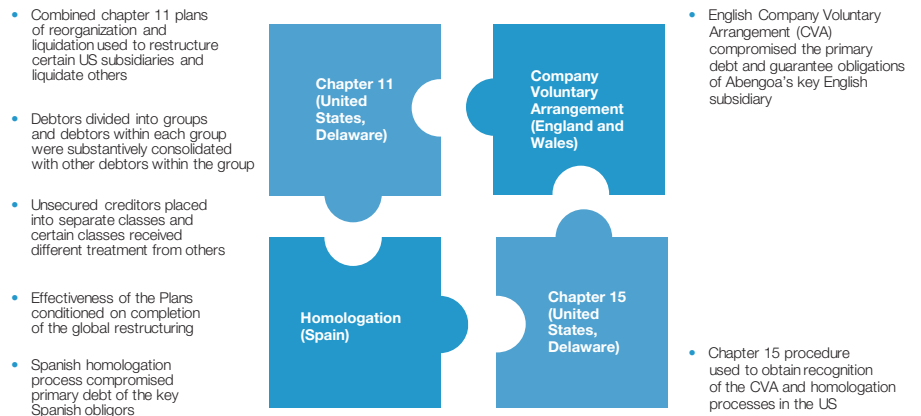 • Combined chapter 11 plans
of reorganization and
liquidation used to restructure
certain US subsidiaries and
liquidate others
• Debtors divided into groups
and debtors within each group
were substantively consolidated
with other debtors within the group
• Unsecured creditors placed
into separate classes and
certain classes received
different treatment from others
• Effectiveness of the Plans
conditioned on completion
of the global restructuring
• Spanish homologation
process compromised
primary debt of the key
Spanish obligors
Chapter 11
(United
States,
Delaware)
Company
Voluntary
Arrangement
(England and
Wales)
Homologation
(Spain)
Chapter 15
(United
States,
Delaware)
• English Company Voluntary
Arrangement (CVA)
compromised the primary
debt and guarantee obligations
of Abengoa's key English
subsidiary
• Chapter 15 procedure
used to obtain recognition
of the CVA and homologation
processes in the US